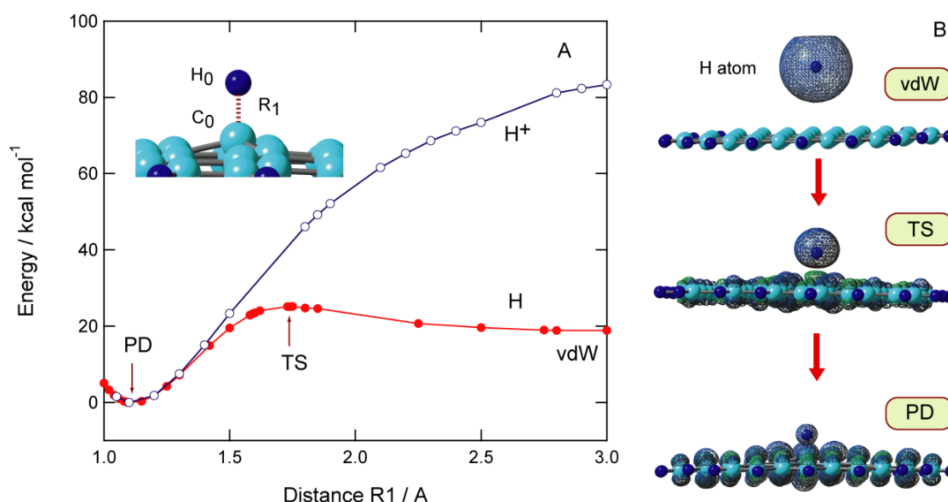 A
B
100
80
60
40
20
0
Energy / kcal mol⁻¹
1.0
1.5
2.0
2.5
3.0
Distance R1 / A
H₀
C₀
R₁
H⁺
H
vdW
PD
TS
H atom
vdW
TS
PD